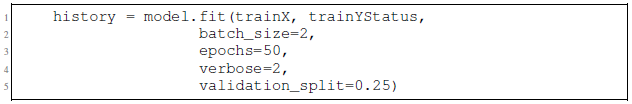 1 history = model.fit(trainX, trainYStatus,
2 batch_size=2,
3 epochs=50,
4 verbose=2,
5 validation_split=0.25)